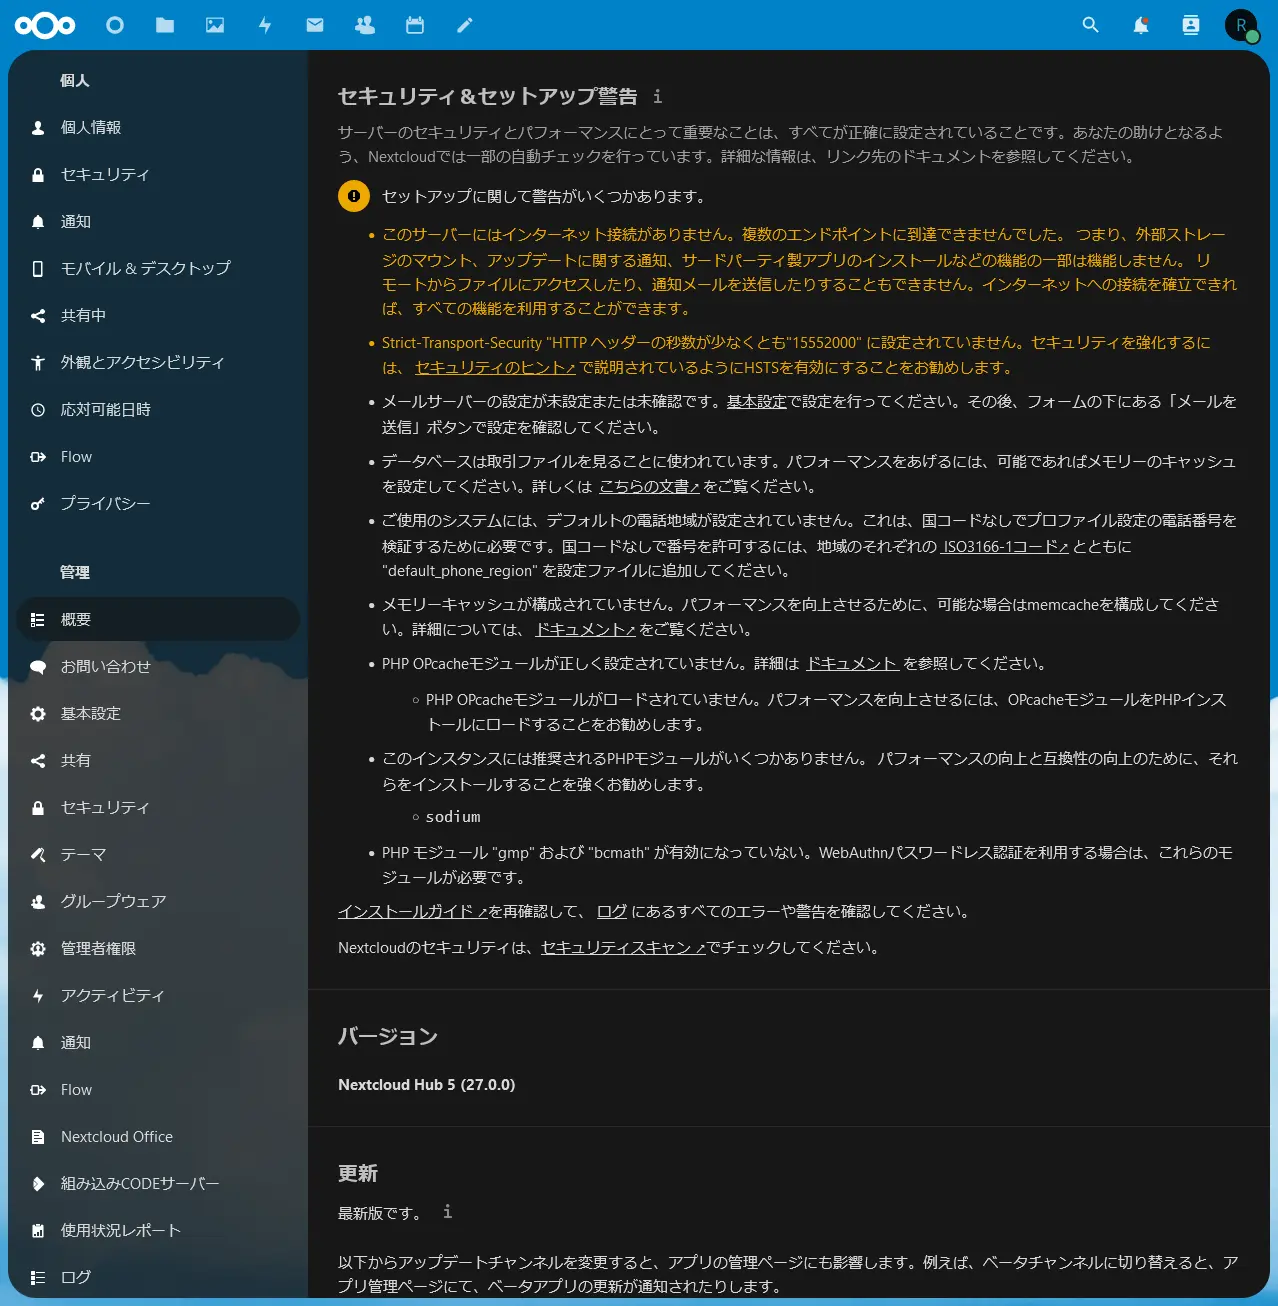 R
個人
個人情報
セキュリティ
通知
モバイル & デスクトップ
共有中
外観とアクセシビリティ
応対可能日時
Flow
プライバシー
管理
概要
お問い合わせ
基本設定
共有
セキュリティ
テーマ
グループウェア
管理者権限
アクティビティ
通知
Flow
Nextcloud Office
組み込みCODEサーバー
使用状況レポート
ログ
セキュリティ＆セットアップ警告
サーバーのセキュリティとパフォーマンスにとって重要なことは、すべてが正確に設定されていることです。あなたの助けとなるよ
う、Nextcloudでは一部の自動チェックを行っています。詳細な情報は、リンク先のドキュメントを参照してください。
セットアップに関して警告がいくつかあります。
• このサーバーにはインターネット接続がありません。複数のエンドポイントに到達できませんでした。 つまり、外部ストレー
ジのマウント、アップデートに関する通知、サードパーティ製アプリのインストールなどの機能の一部は機能しません。 リ
モートからファイルにアクセスしたり、通知メールを送信したりすることもできません。インターネットへの接続を確立できれ
ば、すべての機能を利用することができます。
• Strict-Transport-Security "HTTP ヘッダーの秒数が少なくとも"15552000" に設定されていません。セキュリティを強化するに
は、 セキュリティのヒント↗ で説明されているようにHSTSを有効にすることをお勧めします。
• メールサーバーの設定が未設定または未確認です。基本設定で設定を行ってください。その後、フォームの下にある「メールを
送信」ボタンで設定を確認してください。
• データベースは取引ファイルを見ることに使われています。パフォーマンスをあげるには、可能であればメモリーのキャッシュ
を設定してください。詳しくは こちらの文書↗ をご覧ください。
• ご使用のシステムには、デフォルトの電話地域が設定されていません。これは、国コードなしでプロファイル設定の電話番号を
検証するために必要です。国コードなしで番号を許可するには、地域のそれぞれの ISO3166-1コード↗ とともに
"default_phone_region" を設定ファイルに追加してください。
• メモリーキャッシュが構成されていません。パフォーマンスを向上させるために、可能な場合はmemcacheを構成してくださ
い。詳細については、 ドキュメント↗ をご覧ください。
• PHP OPcacheモジュールが正しく設定されていません。詳細は ドキュメント を参照してください。
◦ PHP OPcacheモジュールがロードされていません。パフォーマンスを向上させるには、OPcacheモジュールをPHPインス
トールにロードすることをお勧めします。
• このインスタンスには推奨されるPHPモジュールがいくつかありません。 パフォーマンスの向上と互換性の向上のために、それ
らをインストールすることを強くお勧めします。
◦ sodium
• PHP モジュール "gmp" および "bcmath" が有効になっていない。WebAuthnパスワードレス認証を利用する場合は、これらのモ
ジュールが必要です。
インストールガイド ↗を再確認して、 ログ にあるすべてのエラーや警告を確認してください。
Nextcloudのセキュリティは、セキュリティスキャン ↗でチェックしてください。
バージョン
Nextcloud Hub 5 (27.0.0)
更新
最新版です。
以下からアップデートチャンネルを変更すると、アプリの管理ページにも影響します。例えば、ベータチャンネルに切り替えると、ア
プリ管理ページにて、ベータアプリの更新が通知されたりします。